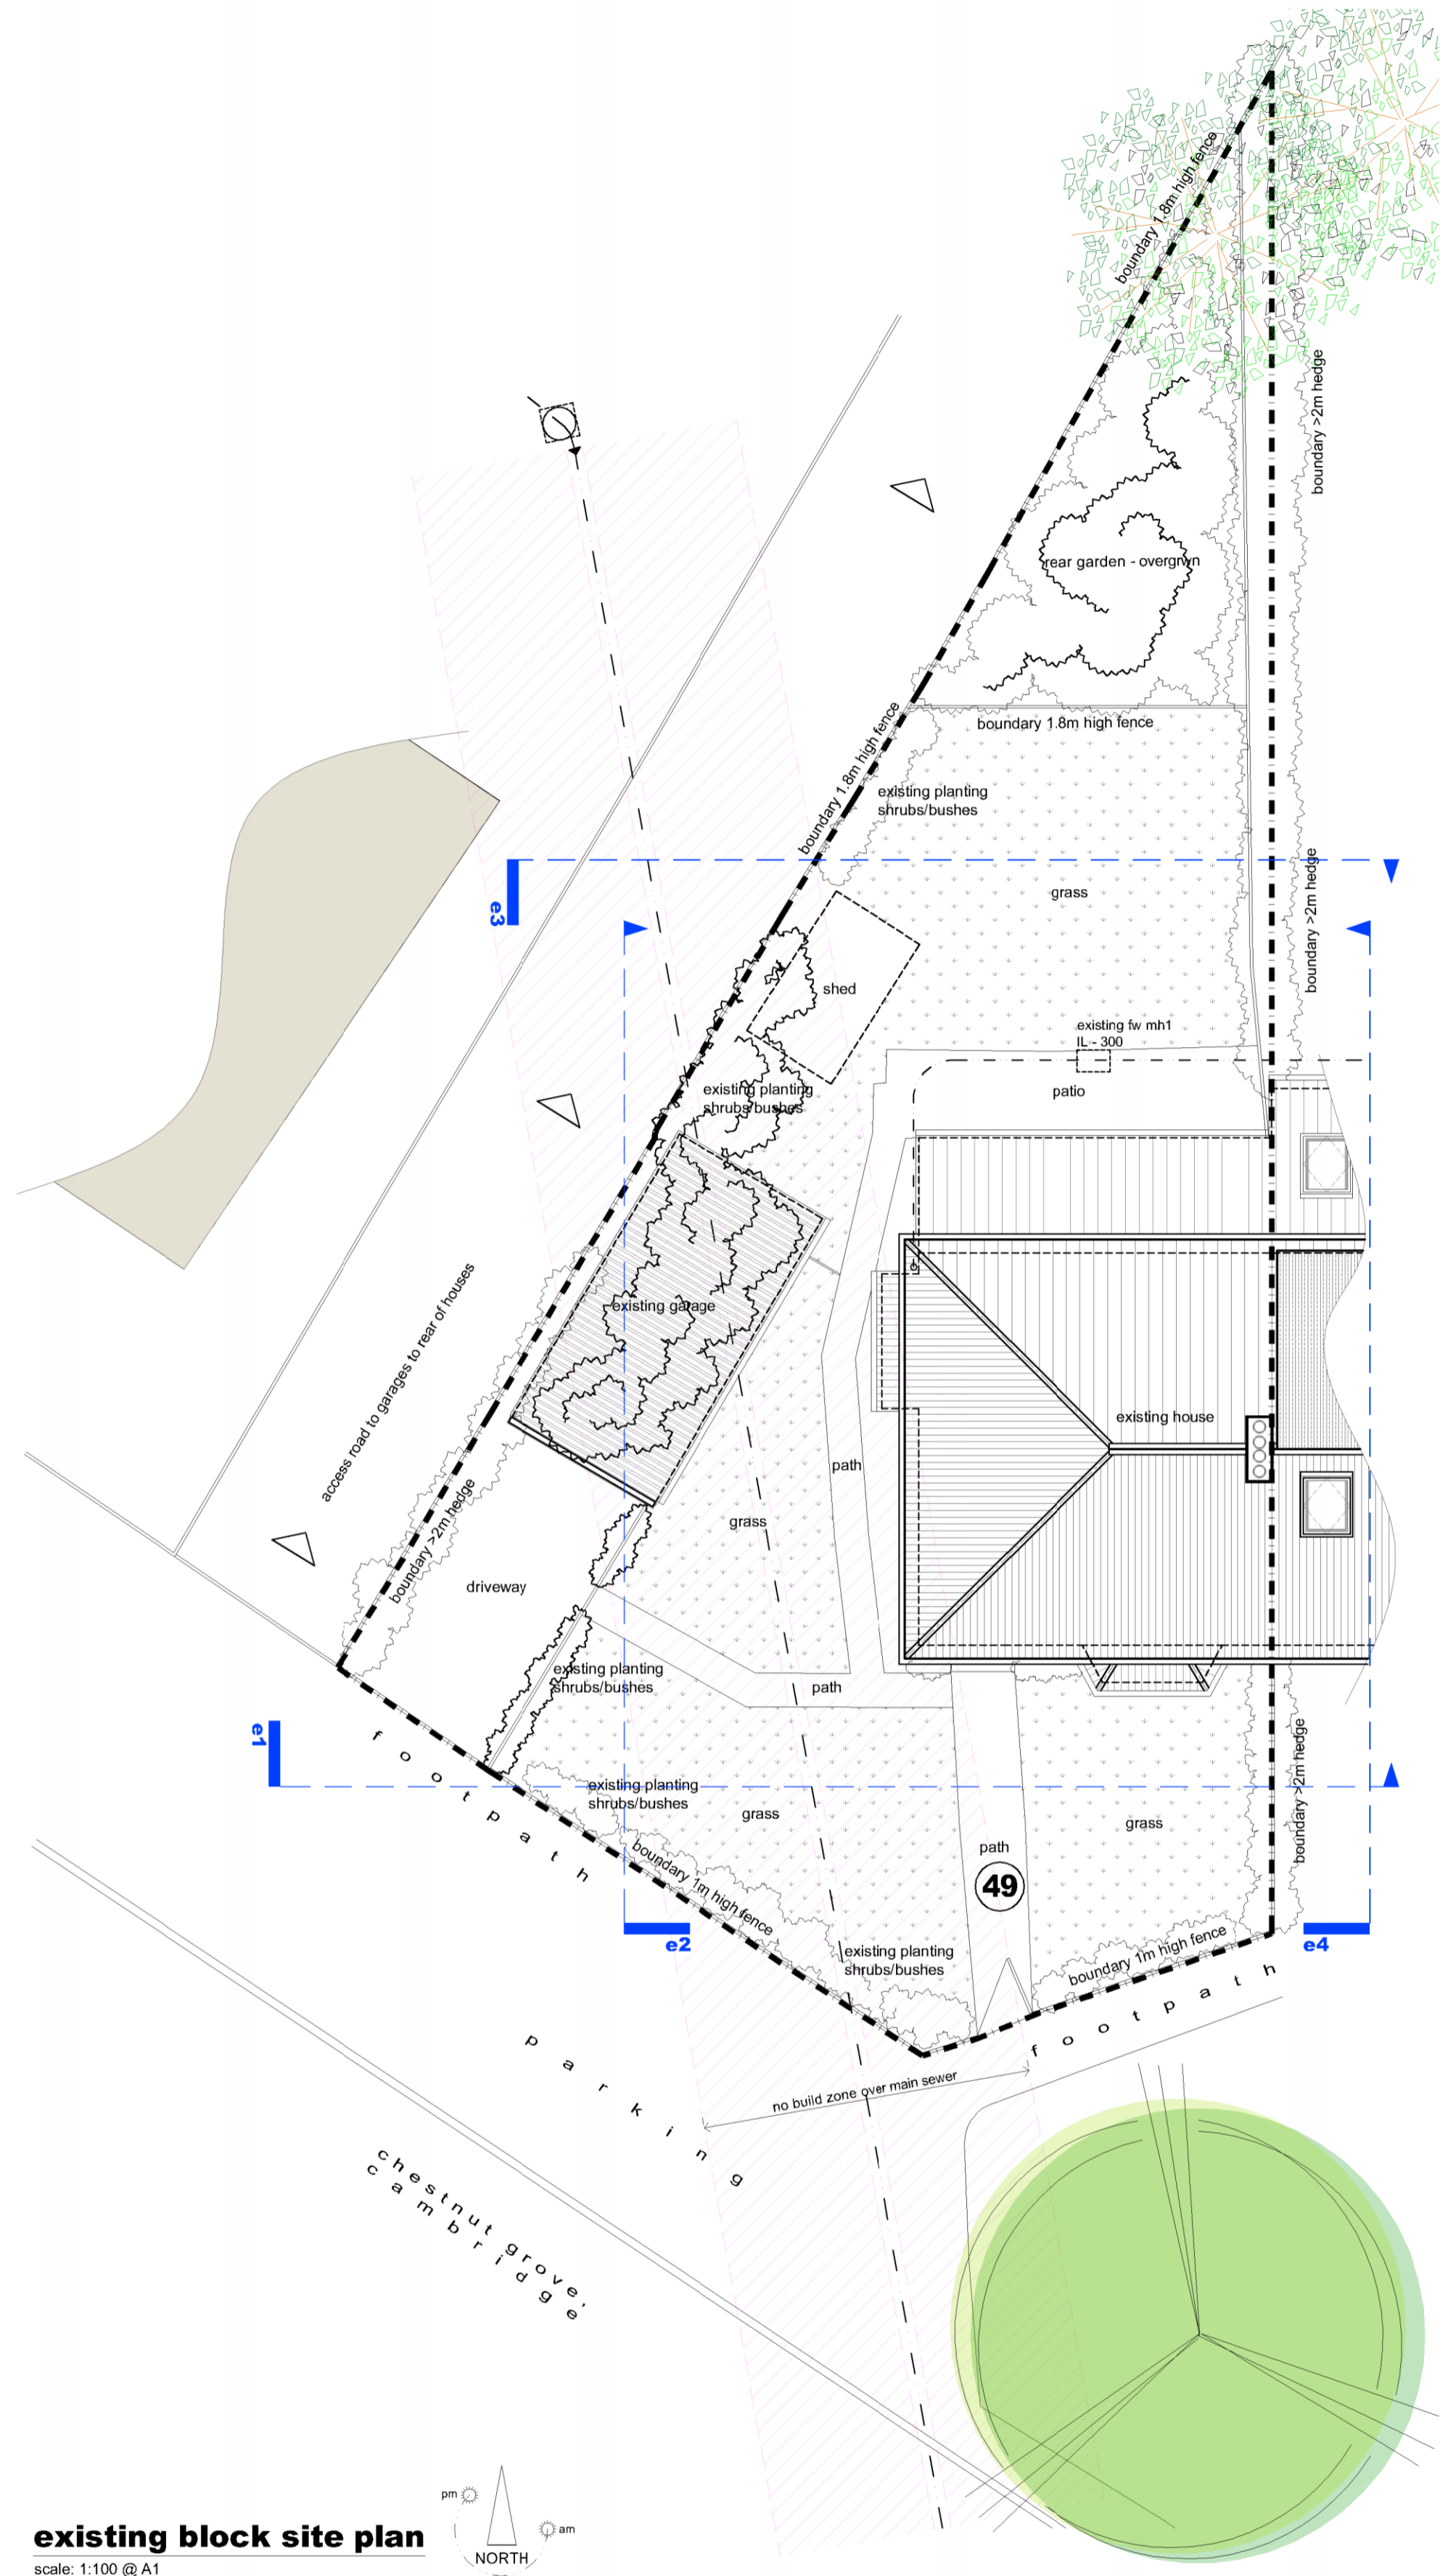 boundary 1.8m high fence
boundary >2m hedge
rear garden - overgrwn
boundary 1.8m high fence
boundary 1.8m high fence
existing planting
shrubs/bushes
grass
e3
boundary >2m hedge
shed
existing fw mh1
IL - 300
existing planting
shrubs/bushes
patio
access road to garages to rear of houses
existing garage
existing house
path
boundary >2m hedge
grass
driveway
existing planting
shrubs/bushes
path
e1
footpath
existing planting
shrubs/bushes
grass
boundary >2m hedge
grass
path
49
boundary 1m high fence
e2
existing planting
shrubs/bushes
boundary 1m high fence
e4
footpath
parking
no build zone over main sewer
chestnut grove,
cambridge
pm
am
NORTH
existing block site plan
scale: 1:100 @ A1